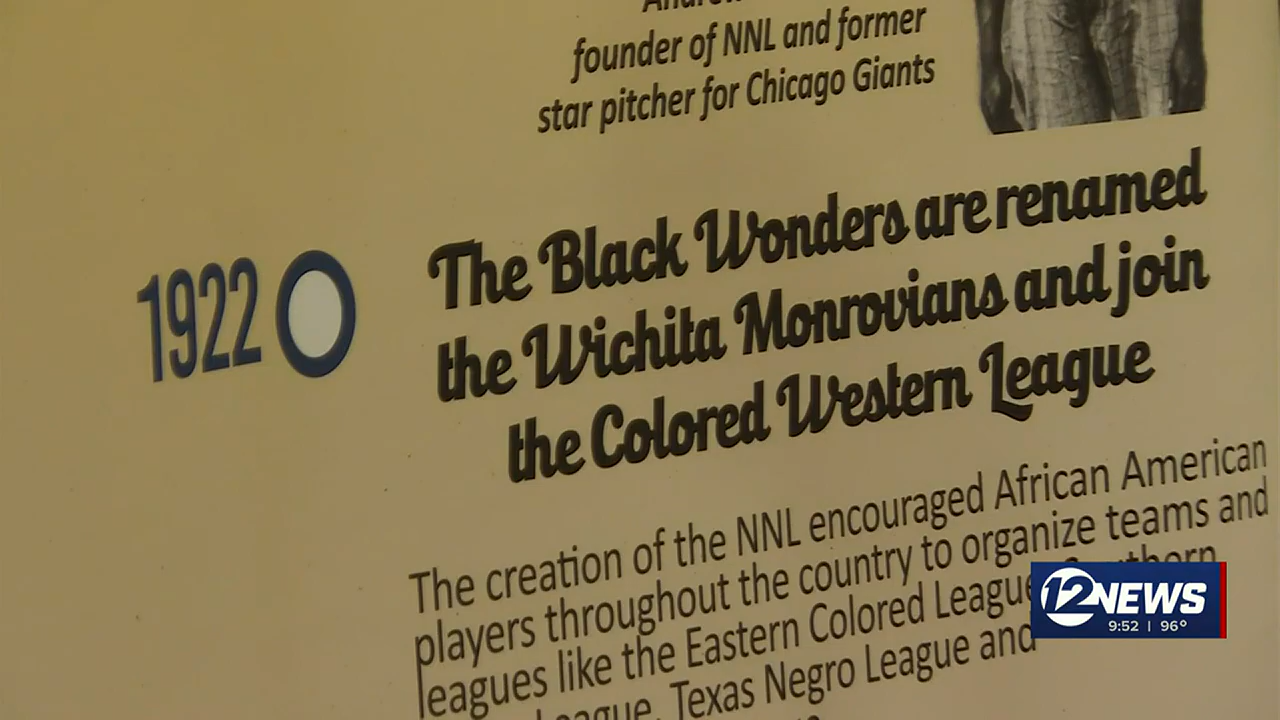 founder of NNL and former
star pitcher for Chicago Giants
1922
The Black Wonders are renamed
the Wichita Monrovians and join
the Colored Western League
The creation of the NNL encouraged African American
players throughout the country to organize teams and
leagues like the Eastern Colored League
Texas Negro League and
12 NEWS
9:52 | 96°